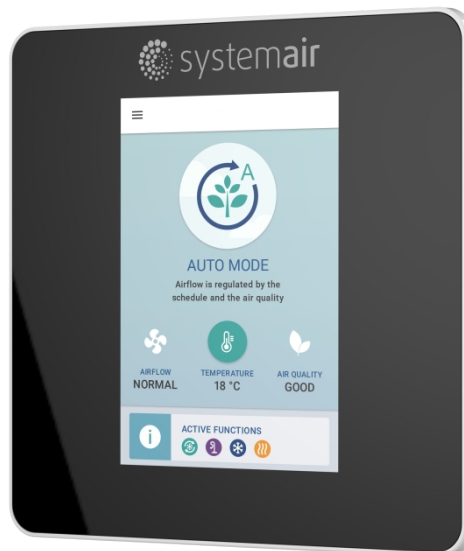 systemair
A
AUTO MODE
Airflow is regulated by the
schedule and the air quality
AIRFLOW
NORMAL
TEMPERATURE
18 °C
AIR QUALITY
GOOD
i
ACTIVE FUNCTIONS